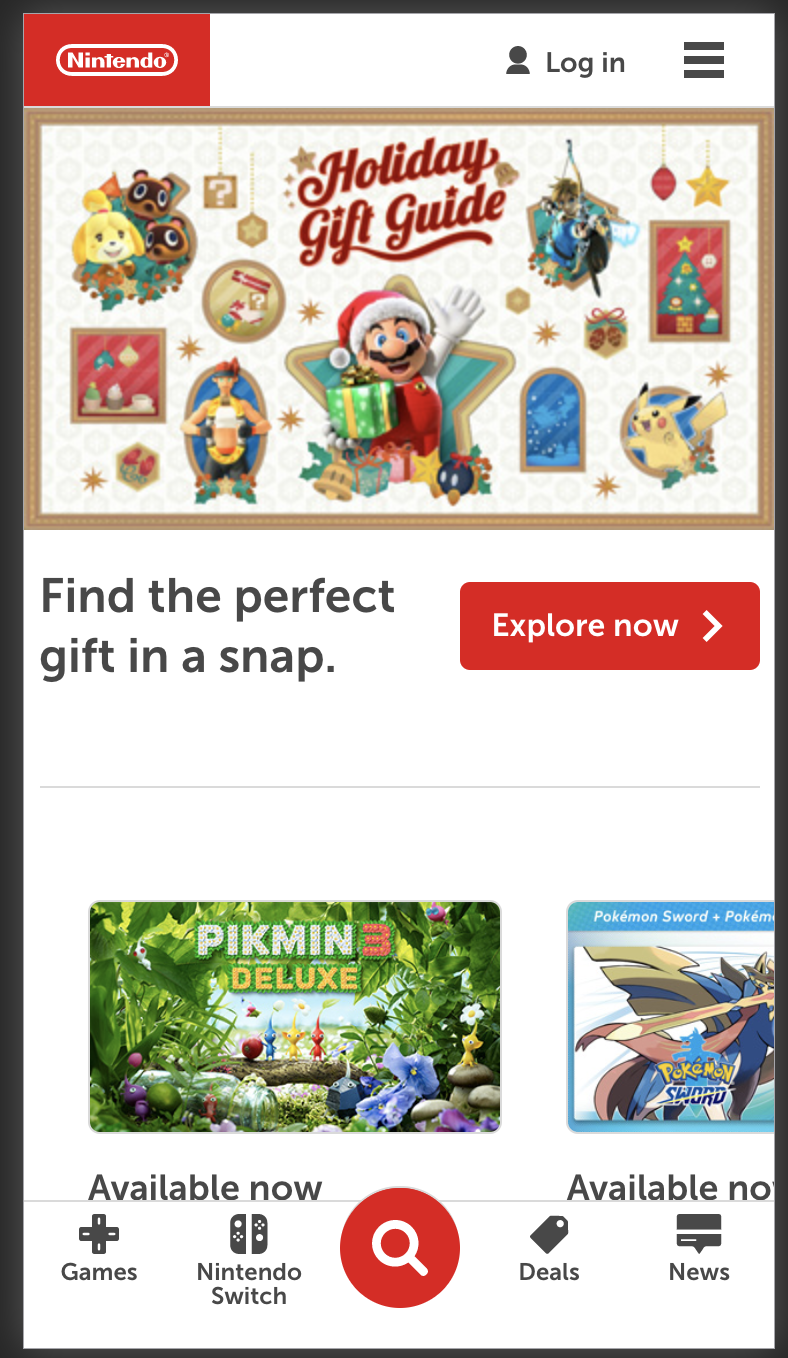 Nintendo
Log in
Holiday
Gift Guide
?
?
Find the perfect
gift in a snap.
Explore now
PIKMIN 3
DELUXE
Pokémon Sword + Pokém
POKéMON
SWORD
Available now
Available no
Games
Nintendo
Switch
Deals
News